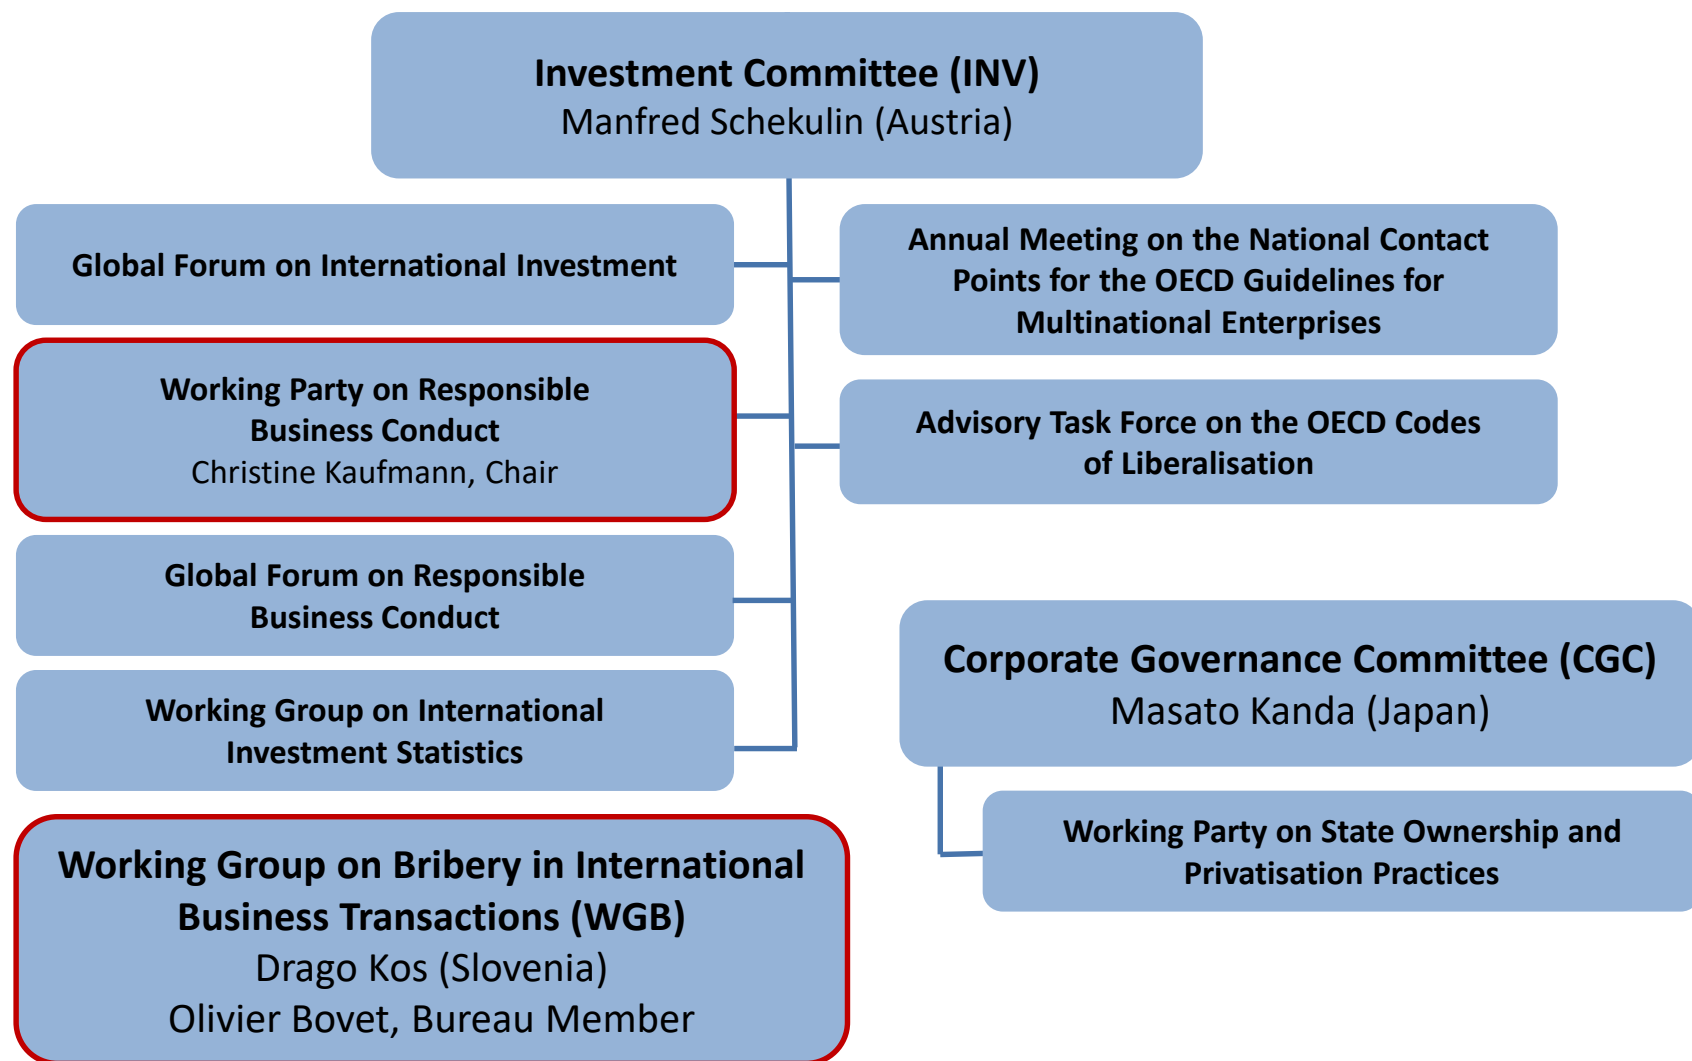 Investment Committee (INV)
Manfred Schekulin (Austria)
Global Forum on International Investment
Annual Meeting on the National Contact
Points for the OECD Guidelines for
Multinational Enterprises
Working Party on Responsible
Business Conduct
Christine Kaufmann, Chair
Advisory Task Force on the OECD Codes
of Liberalisation
Global Forum on Responsible
Business Conduct
Working Group on International
Investment Statistics
Corporate Governance Committee (CGC)
Masato Kanda (Japan)
Working Party on State Ownership and
Privatisation Practices
Working Group on Bribery in International
Business Transactions (WGB)
Drago Kos (Slovenia)
Olivier Bovet, Bureau Member